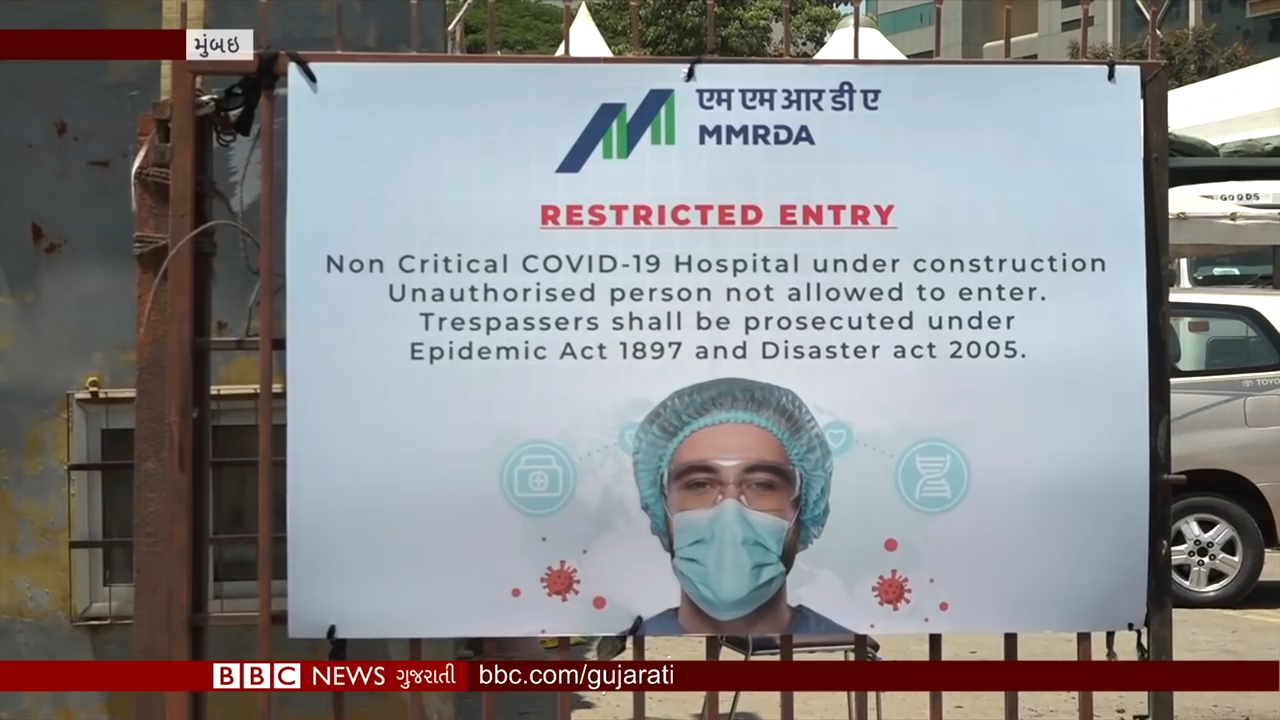 મુંબઇ
एम एम आर डी ए
MMRDA
RESTRICTED ENTRY
Non Critical COVID-19 Hospital under construction
Unauthorised person not allowed to enter.
Trespassers shall be prosecuted under
Epidemic Act 1897 and Disaster act 2005.
GOODS
TOYO
BBC NEWS ગુજરાતી bbc.com/gujarati